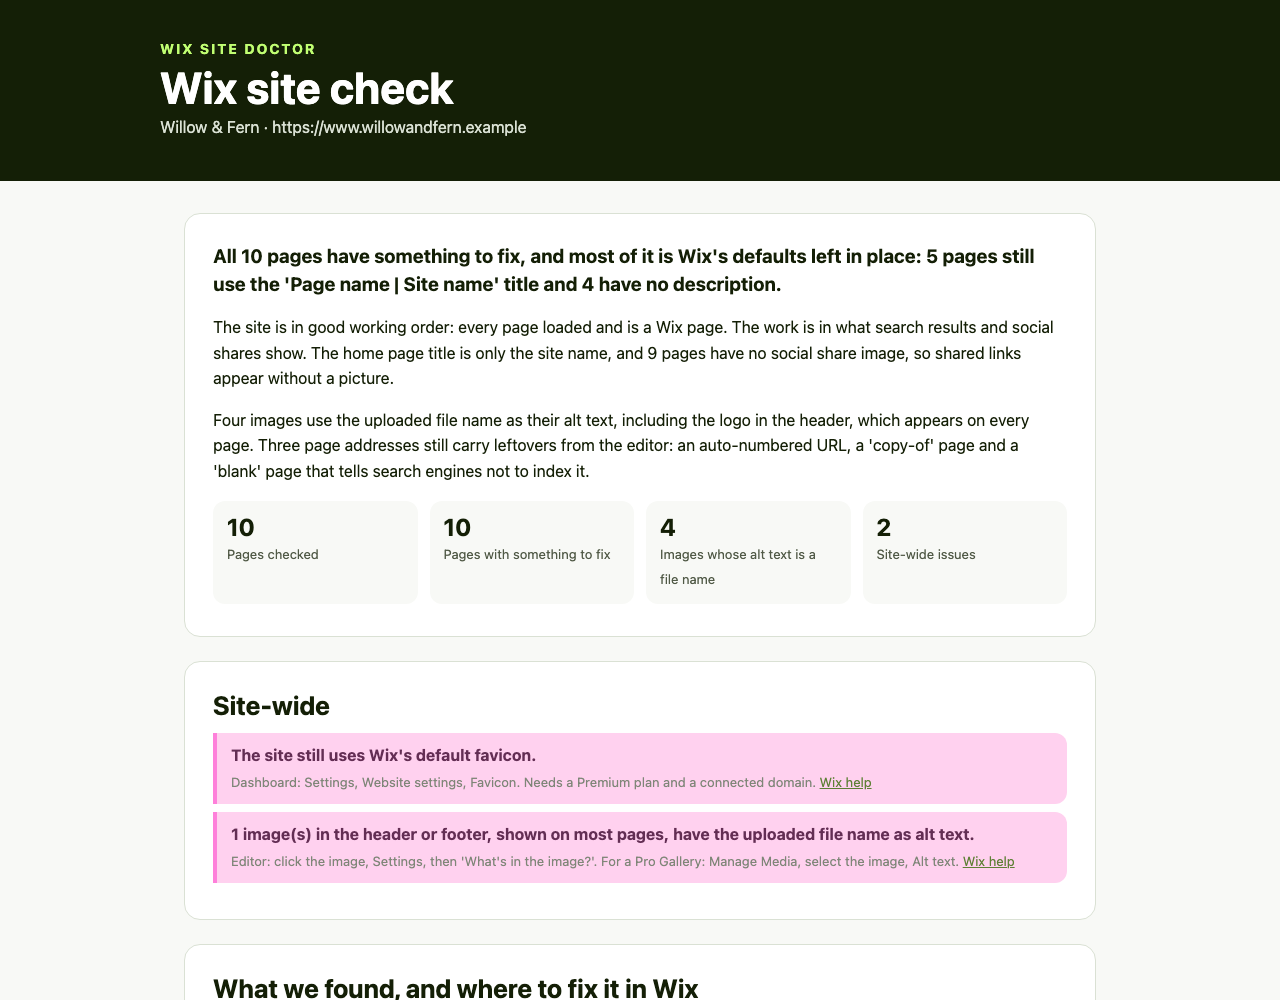 WIX SITE DOCTOR
Wix site check
Willow & Fern · https://www.willowandfern.example
All 10 pages have something to fix, and most of it is Wix's defaults left in place: 5 pages still
use the 'Page name | Site name' title and 4 have no description.
The site is in good working order: every page loaded and is a Wix page. The work is in what search results and social
shares show. The home page title is only the site name, and 9 pages have no social share image, so shared links
appear without a picture.
Four images use the uploaded file name as their alt text, including the logo in the header, which appears on every
page. Three page addresses still carry leftovers from the editor: an auto-numbered URL, a 'copy-of' page and a
'blank' page that tells search engines not to index it.
10
Pages checked
10
Pages with something to fix
4
Images whose alt text is a
file name
2
Site-wide issues
Site-wide
The site still uses Wix's default favicon.
Dashboard: Settings, Website settings, Favicon. Needs a Premium plan and a connected domain. Wix help
1 image(s) in the header or footer, shown on most pages, have the uploaded file name as alt text.
Editor: click the image, Settings, then 'What's in the image?'. For a Pro Gallery: Manage Media, select the image, Alt text. Wix help
What we found, and where to fix it in Wix